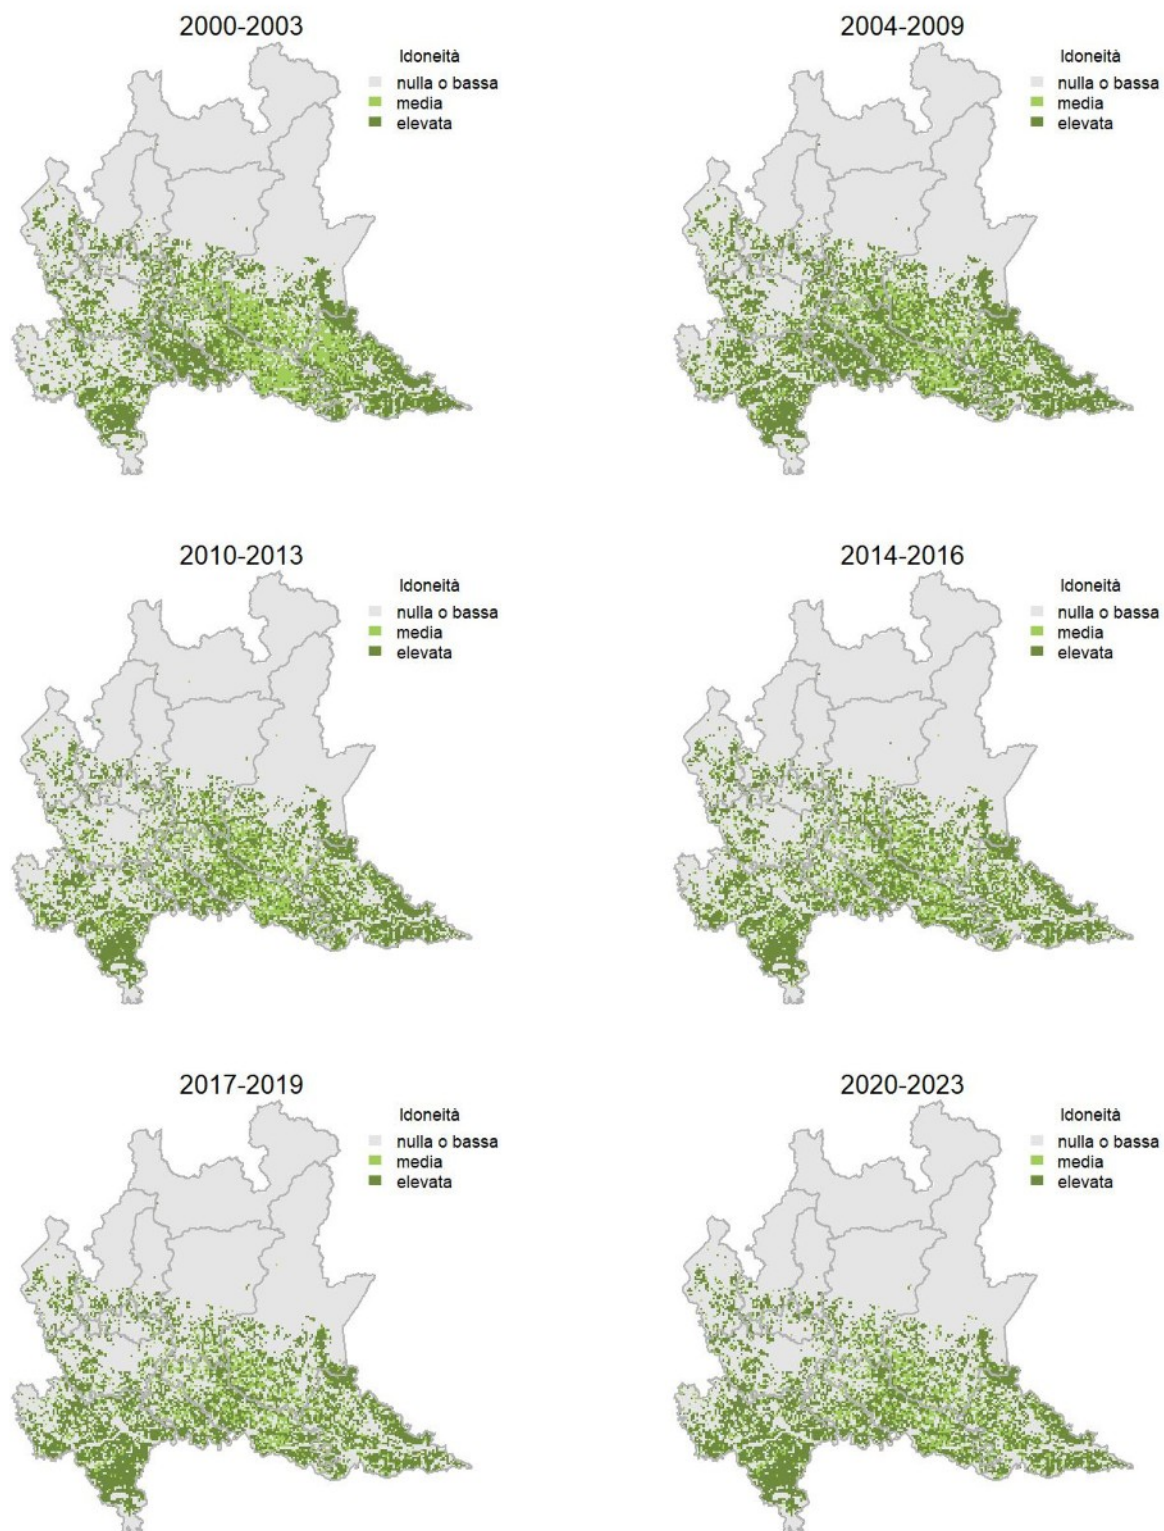 2000-2003
Idoneità
nulla o bassa
media
elevata
2004-2009
Idoneità
nulla o bassa
media
elevata
2010-2013
Idoneità
nulla o bassa
media
elevata
2014-2016
Idoneità
nulla o bassa
media
elevata
2017-2019
Idoneità
nulla o bassa
media
elevata
2020-2023
Idoneità
nulla o bassa
media
elevata